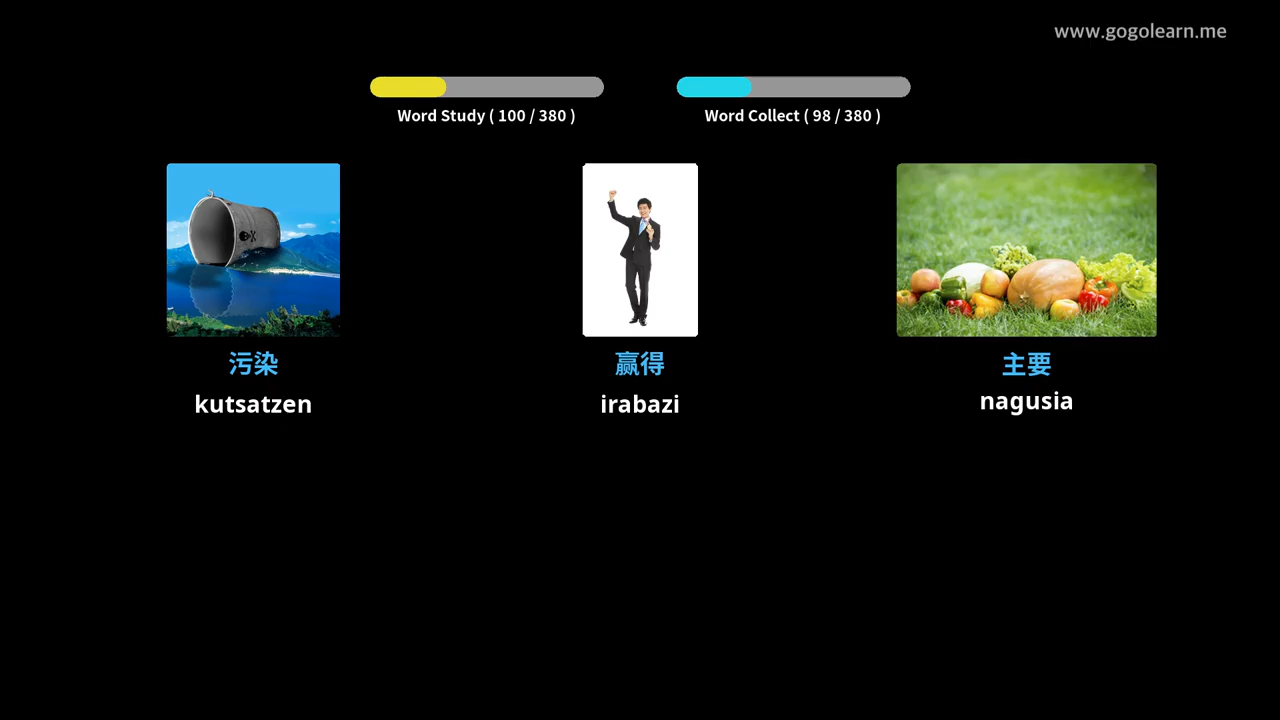 www.gogolearn.me
Word Study ( 100 / 380 )
Word Collect ( 98 / 380 )
污染
赢得
主要
kutsatzen
irabazi
nagusia